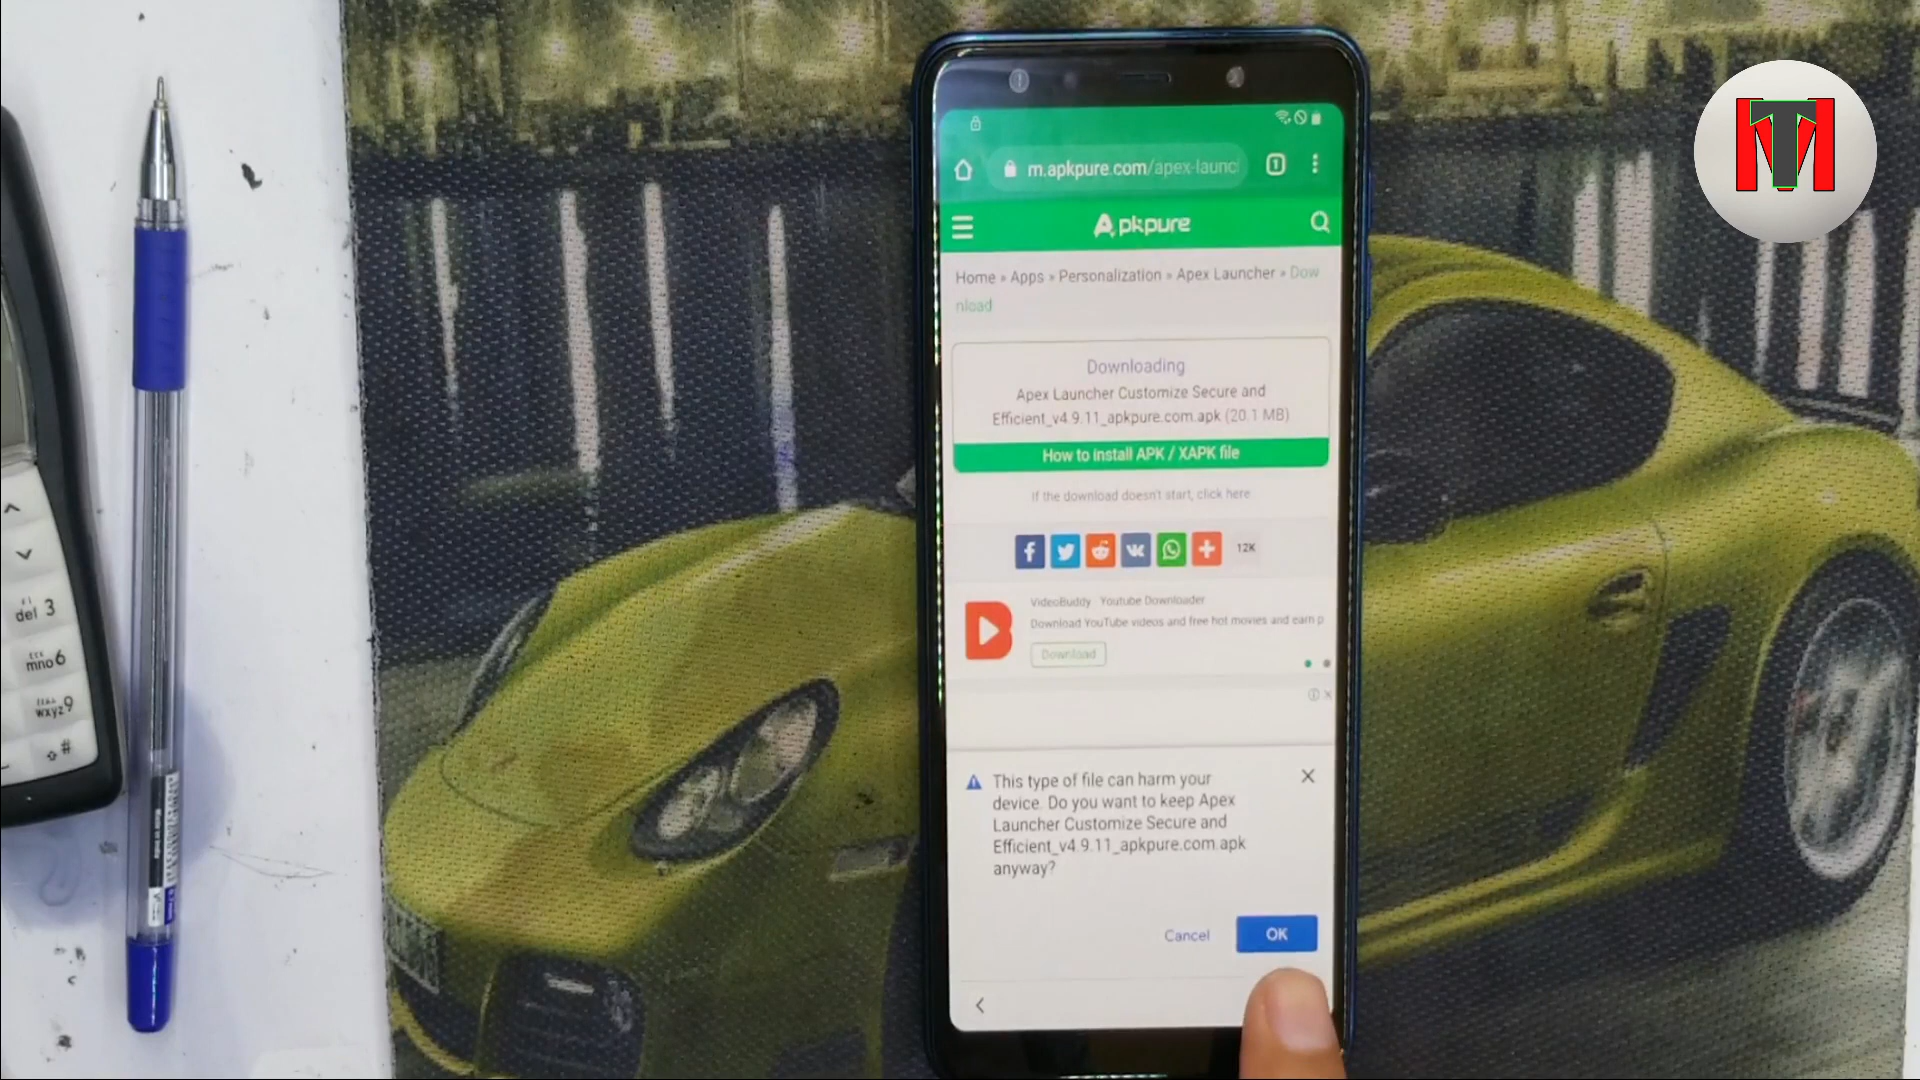 m.apkpure.com/apex-launc
1
Apkpure
Home » Apps » Personalization » Apex Launcher » Dow
nload
Downloading
Apex Launcher Customize Secure and
Efficient_v4.9.11_apkpure.com.apk (20.1 MB)
How to install APK / XAPK file
If the download doesn't start, click here
12K
VideoBuddy Youtube Downloader
Download YouTube videos and free hot movies and earn p
Download
This type of file can harm your
device. Do you want to keep Apex
Launcher Customize Secure and
Efficient_v4.9.11_apkpure.com.apk
anyway?
Cancel
OK
def 3
mno 6
wxyz 9
#
MT